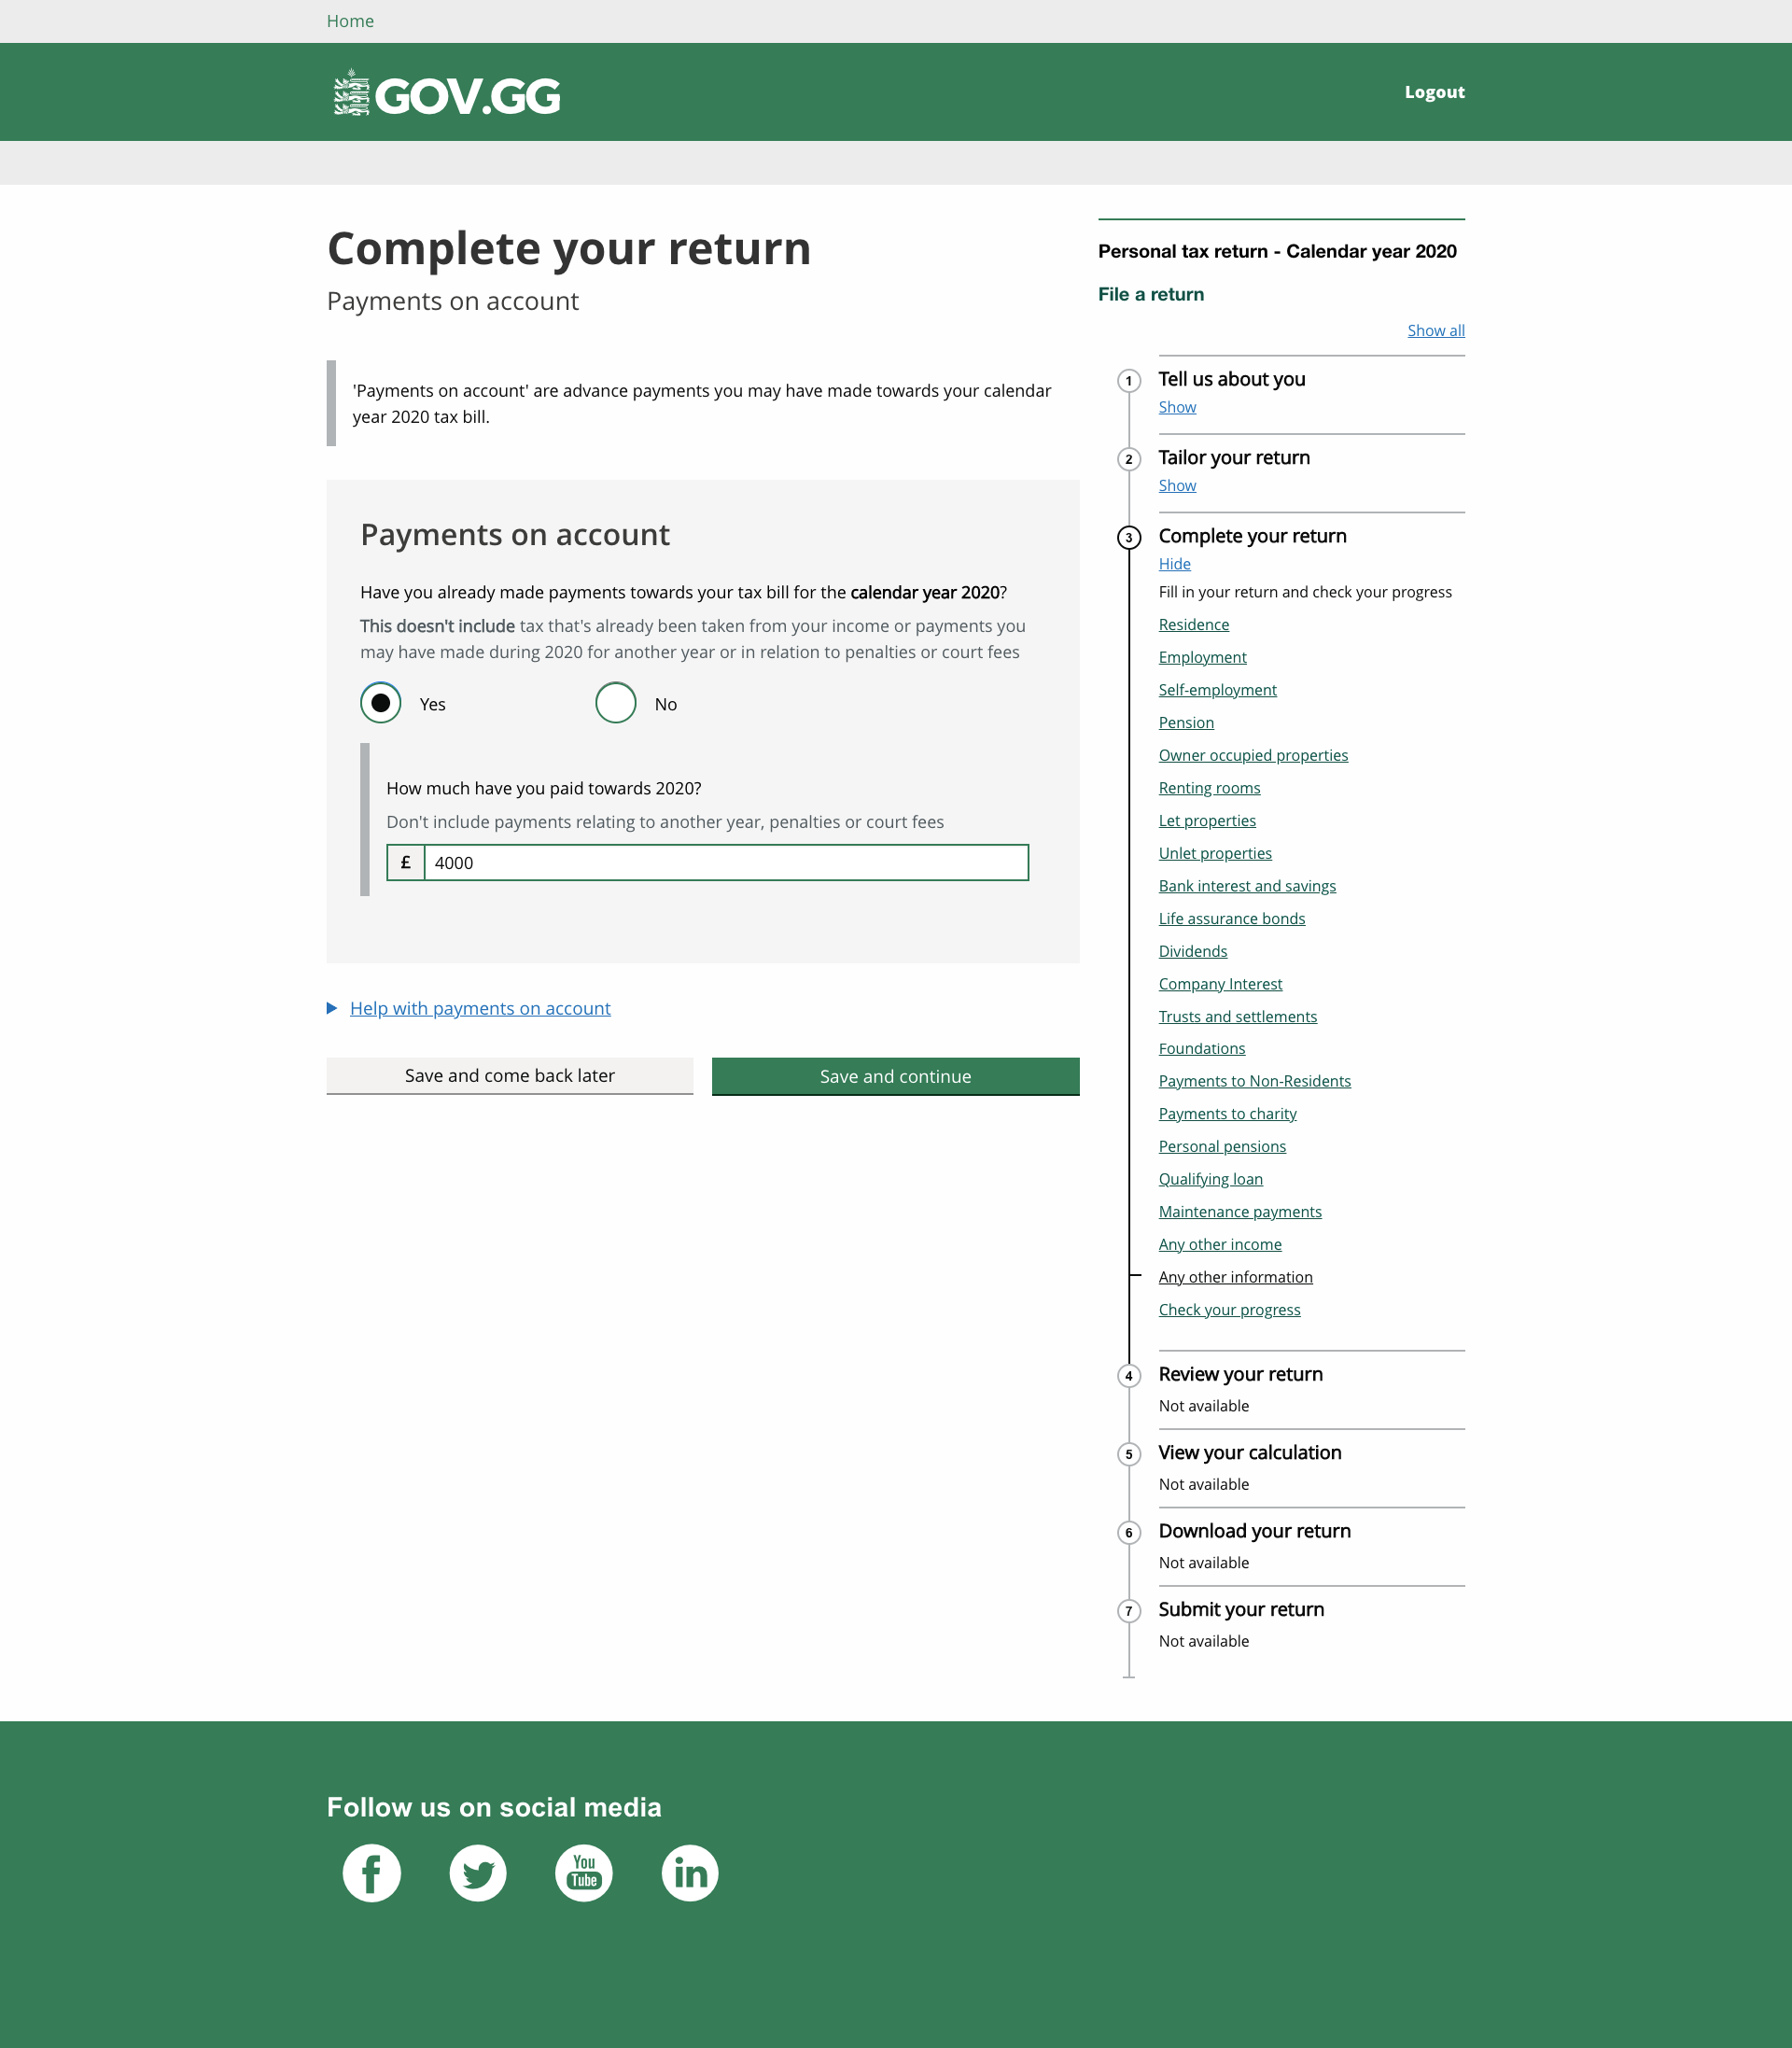 Home
GOV.GG
Logout
Complete your return
Payments on account
'Payments on account' are advance payments you may have made towards your calendar
year 2020 tax bill.
Payments on account
Have you already made payments towards your tax bill for the calendar year 2020?
This doesn't include tax that's already been taken from your income or payments you
may have made during 2020 for another year or in relation to penalties or court fees
Yes
No
How much have you paid towards 2020?
Don't include payments relating to another year, penalties or court fees
£ 4000
Help with payments on account
Save and come back later
Save and continue
Personal tax return - Calendar year 2020
File a return
Show all
1 Tell us about you
Show
2 Tailor your return
Show
3 Complete your return
Hide
Fill in your return and check your progress
Residence
Employment
Self-employment
Pension
Owner occupied properties
Renting rooms
Let properties
Unlet properties
Bank interest and savings
Life assurance bonds
Dividends
Company Interest
Trusts and settlements
Foundations
Payments to Non-Residents
Payments to charity
Personal pensions
Qualifying loan
Maintenance payments
Any other income
Any other information
Check your progress
4 Review your return
Not available
5 View your calculation
Not available
6 Download your return
Not available
7 Submit your return
Not available
Follow us on social media
f
You
Tube
in